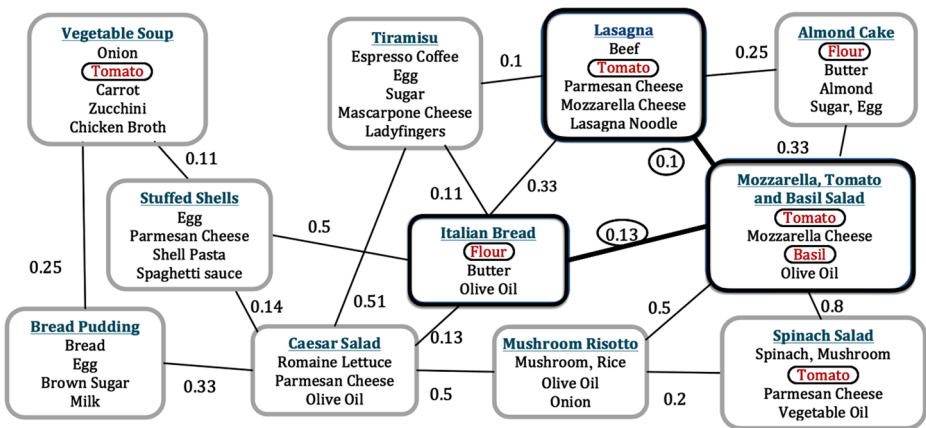 Vegetable Soup
Onion
Tomato
Carrot
Zucchini
Chicken Broth
Tiramisu
Espresso Coffee
Egg
Sugar
Mascarpone Cheese
Ladyfingers
Lasagna
Beef
Tomato
Parmesan Cheese
Mozzarella Cheese
Lasagna Noodle
Almond Cake
Flour
Butter
Almond
Sugar, Egg
0.1
0.25
0.11
0.11
0.33
0.1
0.33
Stuffed Shells
Egg
Parmesan Cheese
Shell Pasta
Spaghetti sauce
0.5
Italian Bread
Flour
Butter
Olive Oil
0.13
Mozzarella, Tomato
and Basil Salad
Tomato
Mozzarella Cheese
Basil
Olive Oil
0.25
0.14
0.51
0.13
0.5
0.8
Bread Pudding
Bread
Egg
Brown Sugar
Milk
0.33
Caesar Salad
Romaine Lettuce
Parmesan Cheese
Olive Oil
0.5
Mushroom Risotto
Mushroom, Rice
Olive Oil
Onion
0.2
Spinach Salad
Spinach, Mushroom
Tomato
Parmesan Cheese
Vegetable Oil